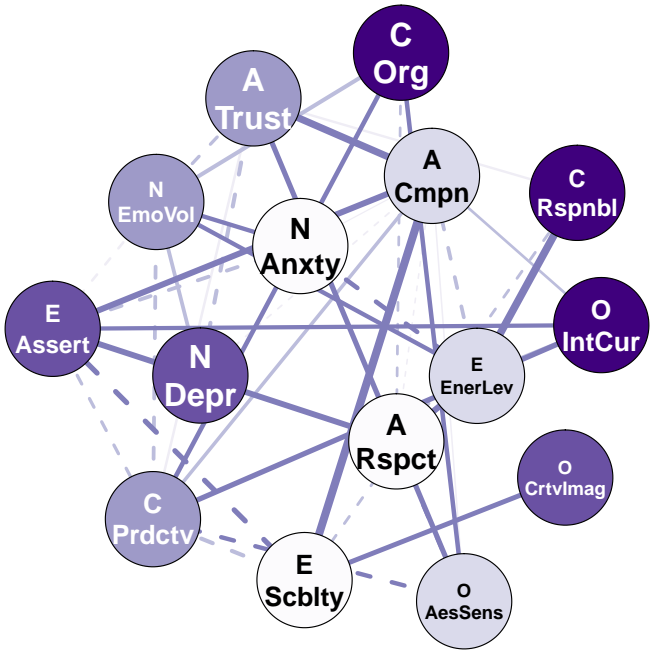 C
Org
A
Trust
A
Cmpn
C
Rspnbl
N
EmoVol
N
Anxty
E
Assert
O
IntCur
N
Depr
E
EnerLev
A
Rspct
O
CrtvImag
C
Prdctv
E
Scblty
O
AesSens